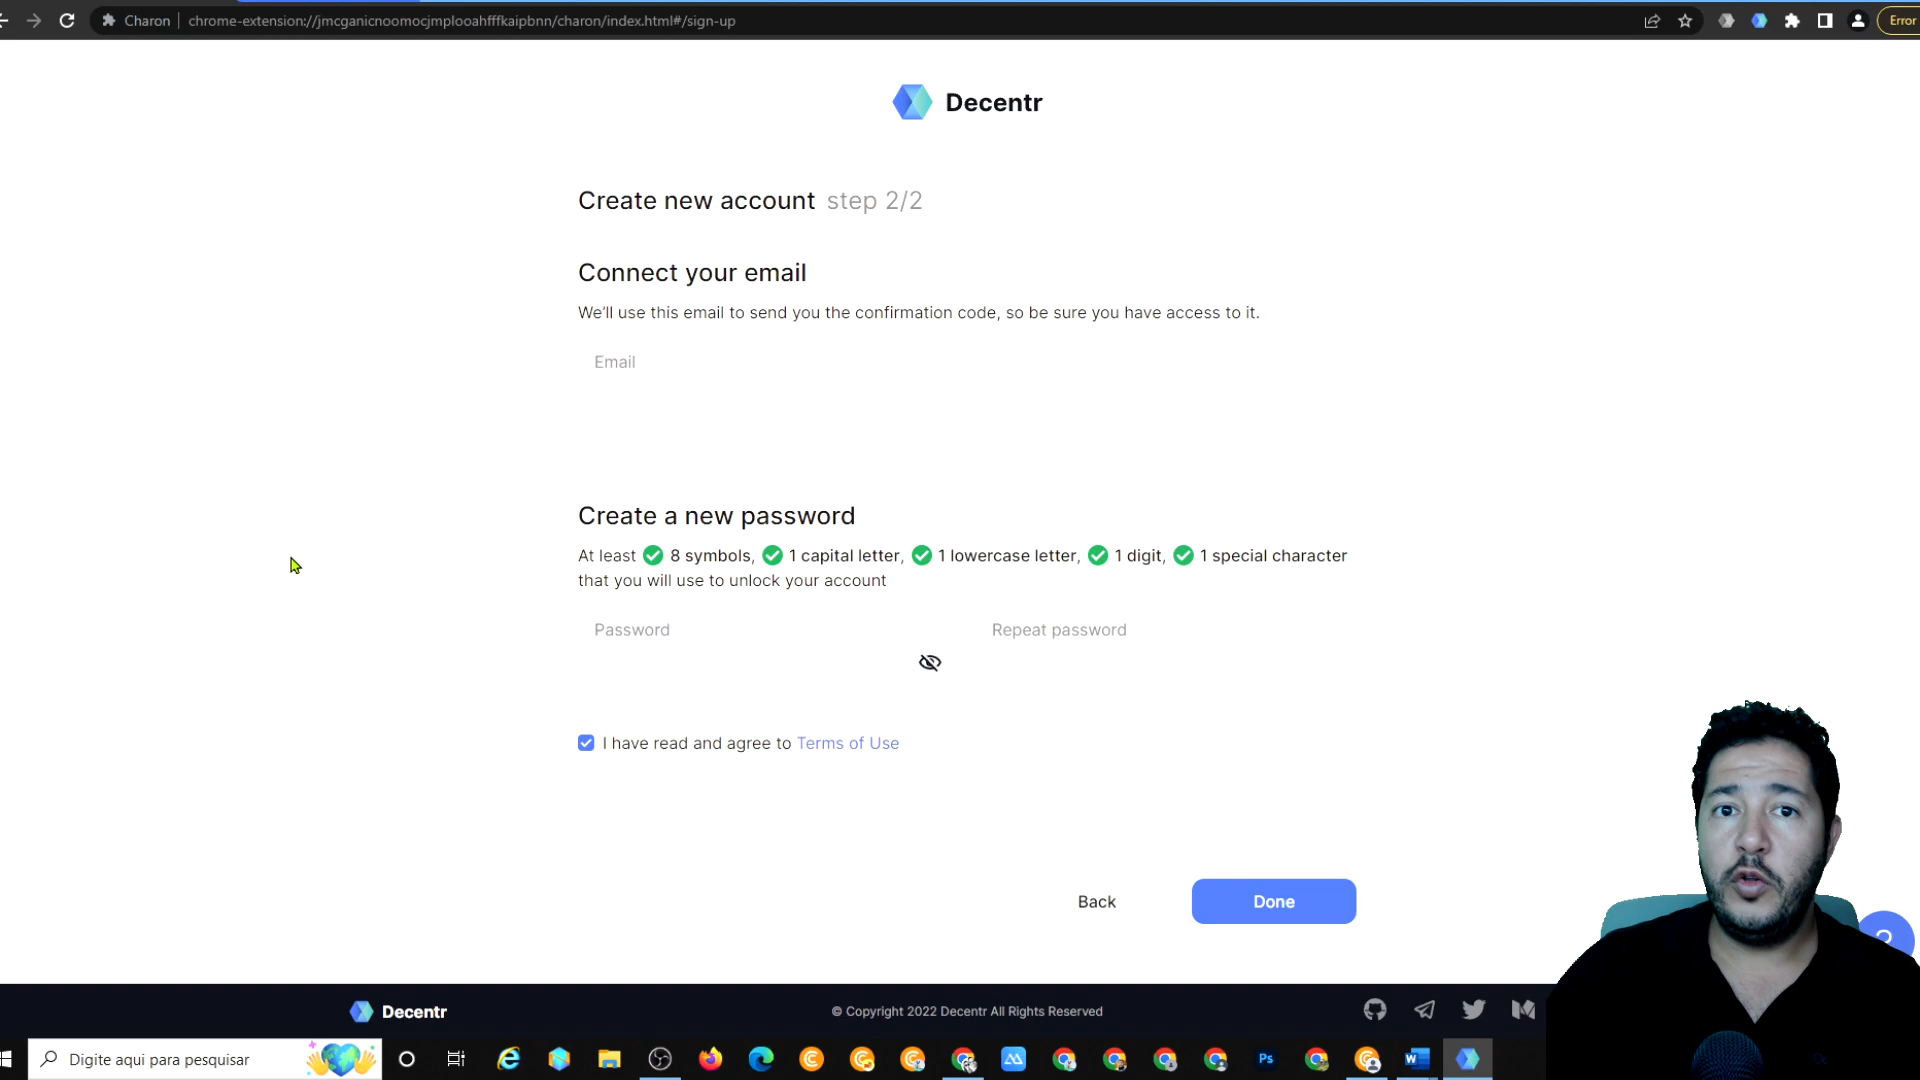 Charon | chrome-extension://jmcganicnoomocjmplooahfffkaipbnn/charon/index.html#/sign-up
Error
Decentr
Create new account step 2/2
Connect your email
We'll use this email to send you the confirmation code, so be sure you have access to it.
Email
Create a new password
At least 8 symbols, 1 capital letter, 1 lowercase letter, 1 digit, 1 special character
that you will use to unlock your account
Password
Repeat password
I have read and agree to Terms of Use
Back
Done
?
Decentr
© Copyright 2022 Decentr All Rights Reserved
Digite aqui para pesquisar
Ps